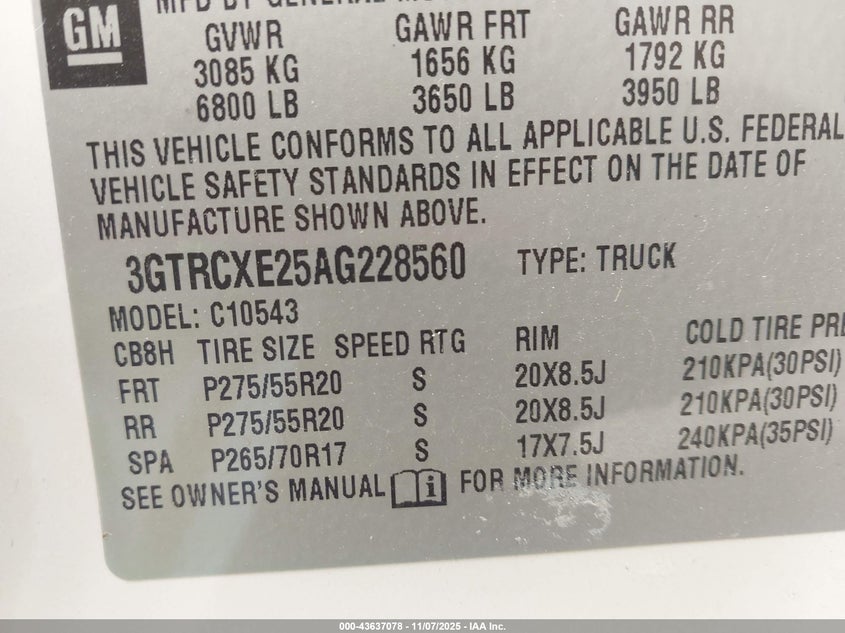 GM
MFD BY GENERAL
GVWR GAWR FRT GAWR RR
3085 KG 1656 KG 1792 KG
6800 LB 3650 LB 3950 LB
THIS VEHICLE CONFORMS TO ALL APPLICABLE U.S. FEDERAL
VEHICLE SAFETY STANDARDS IN EFFECT ON THE DATE OF
MANUFACTURE SHOWN ABOVE.
3GTRCXE25AG228560 TYPE: TRUCK
MODEL: C10543
CB8H TIRE SIZE SPEED RTG RIM COLD TIRE PRE
FRT P275/55R20 S 20X8.5J 210KPA(30PSI)
RR P275/55R20 S 20X8.5J 210KPA(30PSI)
SPA P265/70R17 S 17X7.5J 240KPA(35PSI)
SEE OWNER'S MANUAL i FOR MORE INFORMATION.
000-43637078 - 11/07/2025 - IAA Inc.